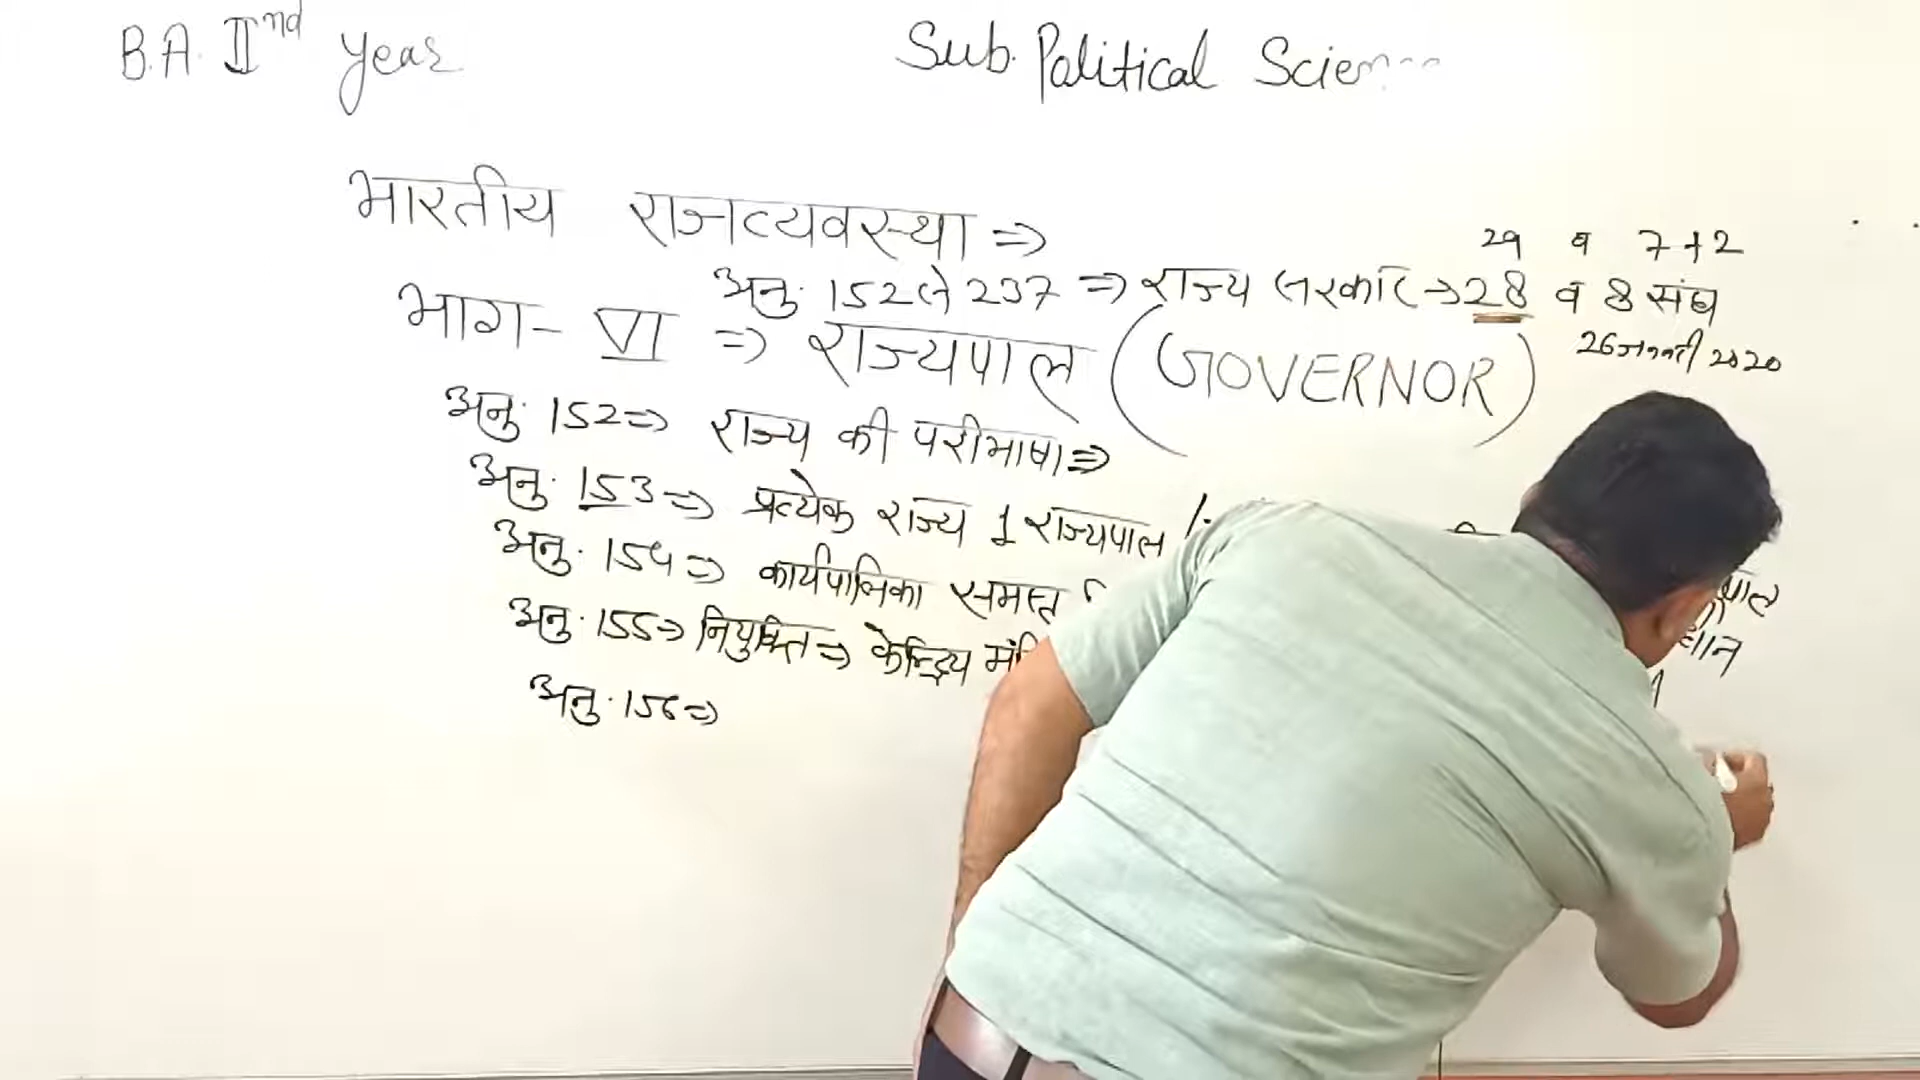 B.A. IInd year
Sub. Political Scien
भारतीय राजव्यवस्था ⇒
29 व 7+2
अनु. 152 से 237 ⇒ राज्य सरकार → 28 व 8 संघ
भाग - VI ⇒ राज्यपाल (GOVERNOR)
26 जनवरी 2020
अनु. 152 ⇒ राज्य की परीभाषा ⇒
अनु. 153 ⇒ प्रत्येक राज्य 1 राज्यपाल
अनु. 154 ⇒ कार्यपालिका समस्त
अनु. 155 ⇒ नियुक्ति ⇒ केन्द्रिय
अनु. 156 ⇒